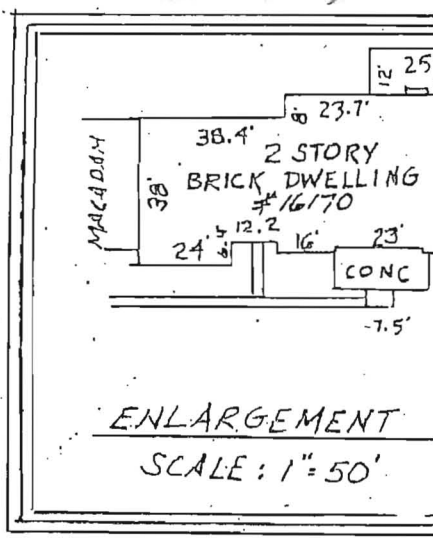 12' 25
8' 23.7'
38.4'
MACADAM
38'
2 STORY
BRICK DWELLING
# 16170
24' 12.2 16' 23'
CONC
-7.5'
ENLARGEMENT
SCALE: 1"= 50'